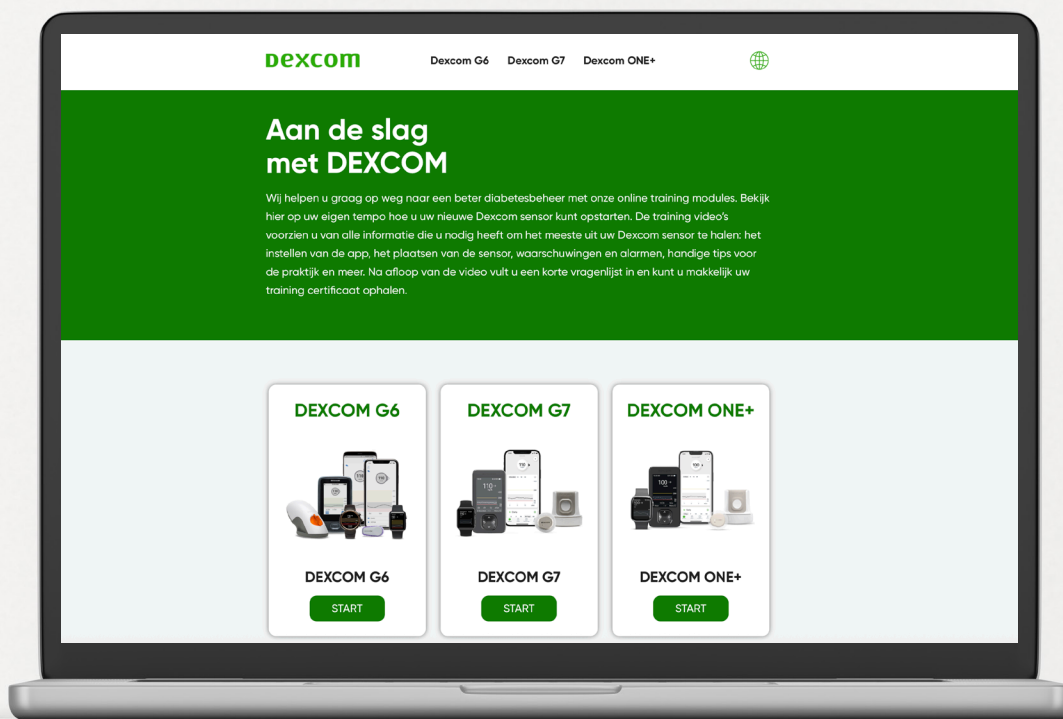 Dexcom
Dexcom G6 Dexcom G7 Dexcom ONE+
Aan de slag
met DEXCOM
Wij helpen u graag op weg naar een beter diabetesbeheer met onze online training modules. Bekijk
hier op uw eigen tempo hoe u uw nieuwe Dexcom sensor kunt opstarten. De training video's
voorzien u van alle informatie die u nodig heeft om het meeste uit uw Dexcom sensor te halen: het
instellen van de app, het plaatsen van de sensor, waarschuwingen en alarmen, handige tips voor
de praktijk en meer. Na afloop van de video vult u een korte vragenlijst in en kunt u makkelijk uw
training certificaat ophalen.
DEXCOM G6
DEXCOM G7
DEXCOM ONE+
110
110
110
110
110
DEXCOM G6
DEXCOM G7
DEXCOM ONE+
START
START
START